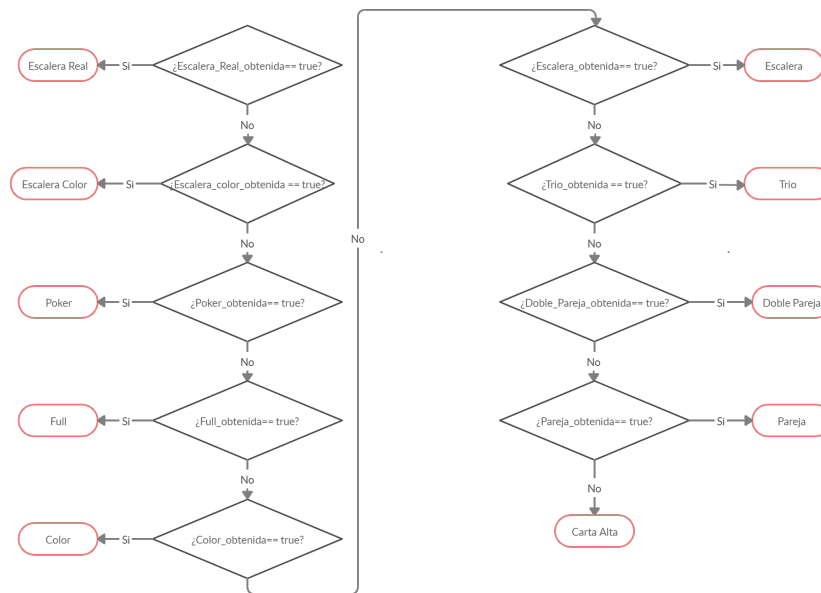 No
Escalera Real
Si
¿Escalera_Real_obtenida== true?
¿Escalera_obtenida== true?
Si
Escalera
No
No
Escalera Color
Si
¿Escalera_color_obtenida == true?
¿Trio_obtenida == true?
Si
Trio
No
No
No
Poker
Si
¿Poker_obtenida== true?
¿Doble_Pareja_obtenida== true?
Si
Doble Pareja
No
No
Full
Si
¿Full_obtenida== true?
¿Pareja_obtenida== true?
Si
Pareja
No
No
Color
Si
¿Color_obtenida== true?
Carta Alta